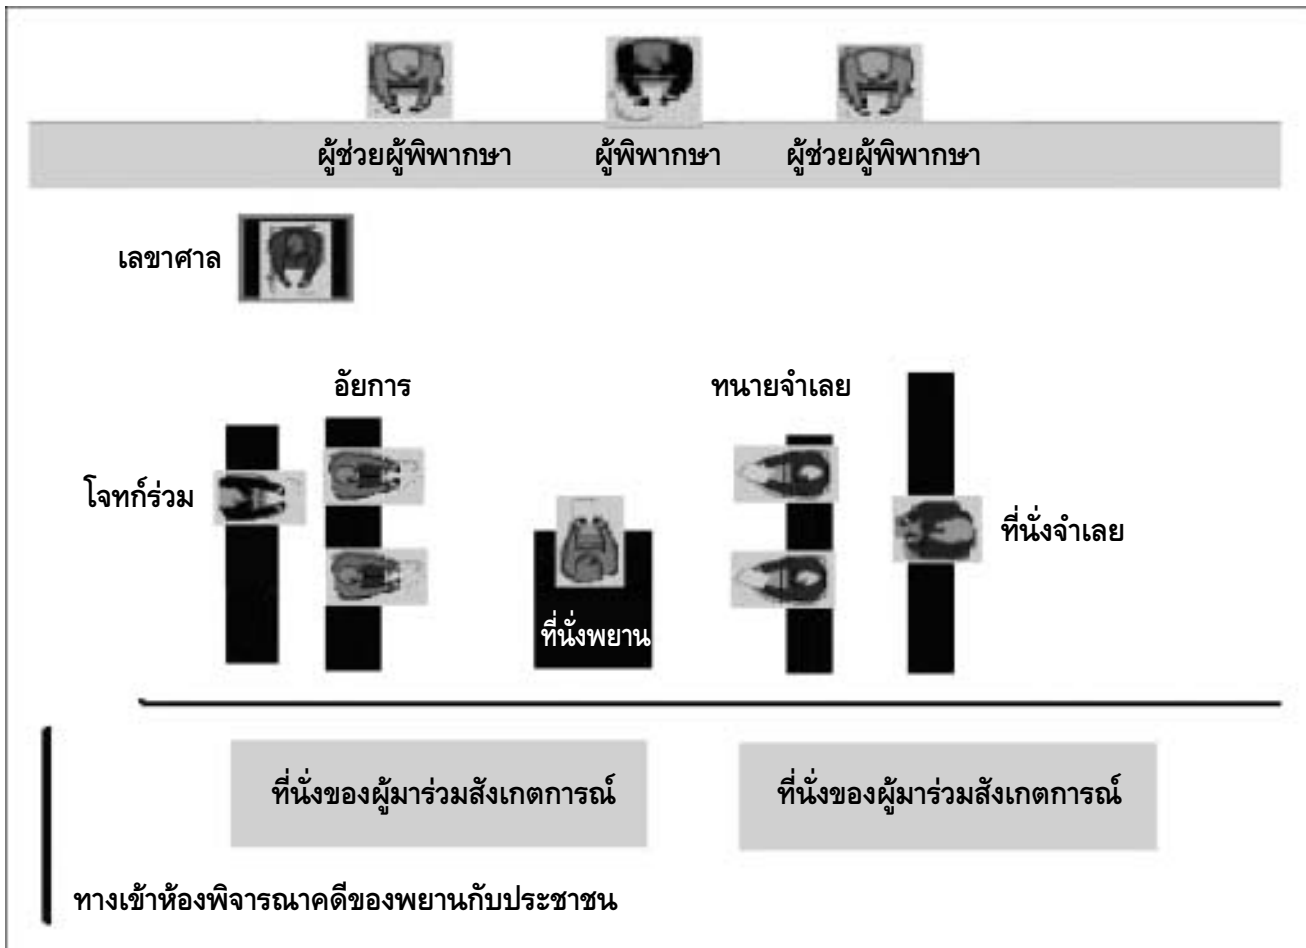 ผู้ช่วยผู้พิพากษา ผู้พิพากษา ผู้ช่วยผู้พิพากษา
เลขาศาล
อัยการ ทนายจำเลย
โจทก์ร่วม ที่นั่งจำเลย
ที่นั่งพยาน
ที่นั่งของผู้มาร่วมสังเกตการณ์ ที่นั่งของผู้มาร่วมสังเกตการณ์
ทางเข้าห้องพิจารณาคดีของพยานกับประชาชน